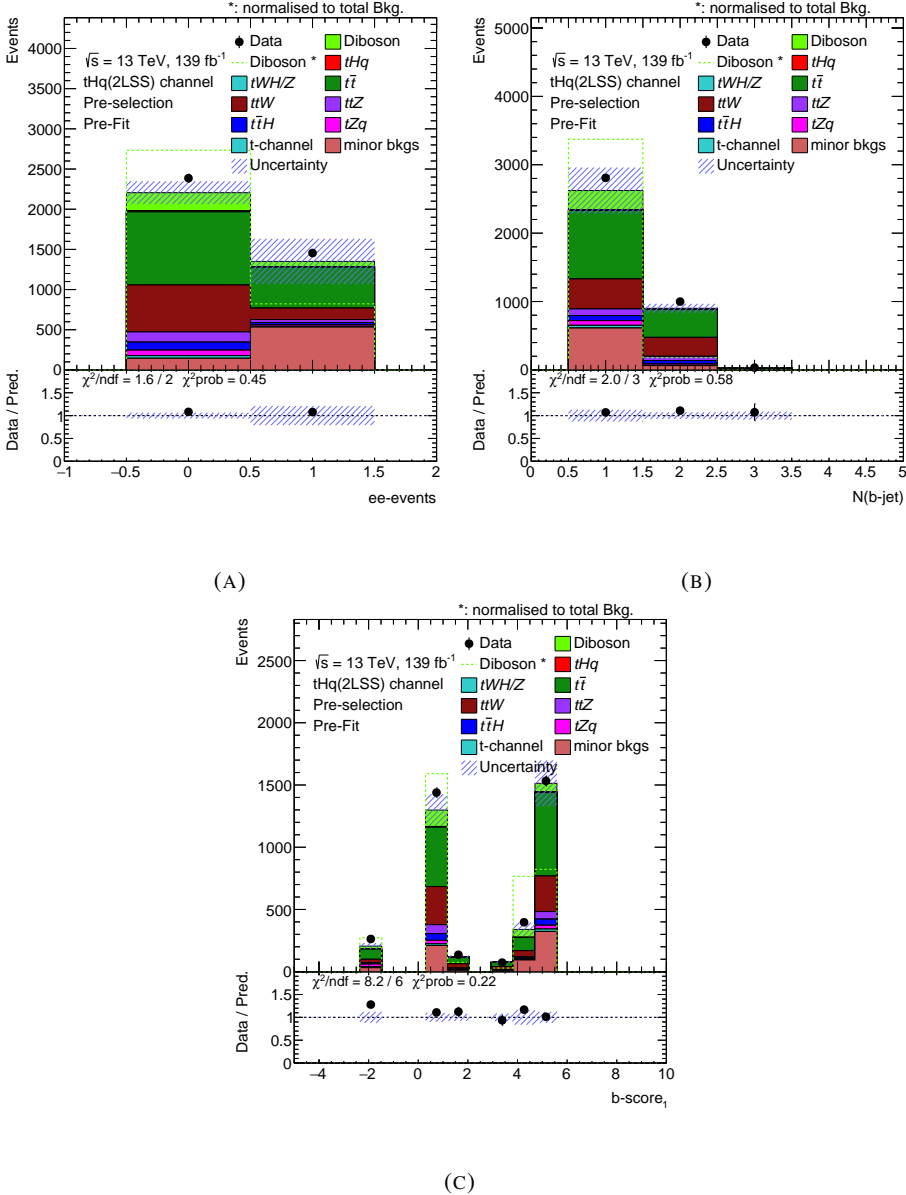 *: normalised to total Bkg.
Events
4000
3500
3000
2500
2000
1500
1000
500
0
√s = 13 TeV, 139 fb⁻¹
tHq(2LSS) channel
Pre-selection
Pre-Fit
Data
Diboson
Diboson *
tHq
tWH/Z
tt̄
ttW
ttZ
tt̄H
tZq
t-channel
minor bkgs
Uncertainty
χ²/ndf = 1.6 / 2 χ²prob = 0.45
Data / Pred.
1.5
1
0.5
0
−1 −0.5 0 0.5 1 1.5 2
ee-events
(A)
*: normalised to total Bkg.
Events
5000
4000
3000
2000
1000
0
√s = 13 TeV, 139 fb⁻¹
tHq(2LSS) channel
Pre-selection
Pre-Fit
Data
Diboson
Diboson *
tHq
tWH/Z
tt̄
ttW
ttZ
tt̄H
tZq
t-channel
minor bkgs
Uncertainty
χ²/ndf = 2.0 / 3 χ²prob = 0.58
Data / Pred.
1.5
1
0.5
0
0 0.5 1 1.5 2 2.5 3 3.5 4 4.5 5
N(b-jet)
(B)
*: normalised to total Bkg.
Events
2500
2000
1500
1000
500
0
√s = 13 TeV, 139 fb⁻¹
tHq(2LSS) channel
Pre-selection
Pre-Fit
Data
Diboson
Diboson *
tHq
tWH/Z
tt̄
ttW
ttZ
tt̄H
tZq
t-channel
minor bkgs
Uncertainty
χ²/ndf = 8.2 / 6 χ²prob = 0.22
Data / Pred.
1.5
1
0.5
0
−4 −2 0 2 4 6 8 10
b-score₁
(C)